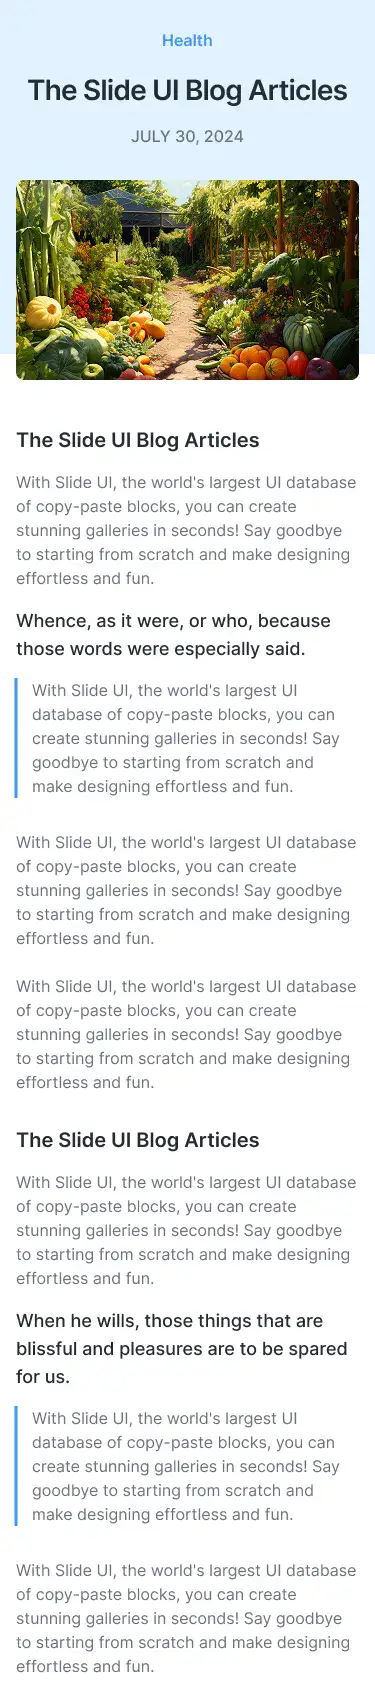 Health
The Slide UI Blog Articles
JULY 30, 2024
The Slide UI Blog Articles
With Slide UI, the world's largest UI database
of copy-paste blocks, you can create
stunning galleries in seconds! Say goodbye
to starting from scratch and make designing
effortless and fun.
Whence, as it were, or who, because
those words were especially said.
With Slide UI, the world's largest UI
database of copy-paste blocks, you can
create stunning galleries in seconds! Say
goodbye to starting from scratch and
make designing effortless and fun.
With Slide UI, the world's largest UI database
of copy-paste blocks, you can create
stunning galleries in seconds! Say goodbye
to starting from scratch and make designing
effortless and fun.
With Slide UI, the world's largest UI database
of copy-paste blocks, you can create
stunning galleries in seconds! Say goodbye
to starting from scratch and make designing
effortless and fun.
The Slide UI Blog Articles
With Slide UI, the world's largest UI database
of copy-paste blocks, you can create
stunning galleries in seconds! Say goodbye
to starting from scratch and make designing
effortless and fun.
When he wills, those things that are
blissful and pleasures are to be spared
for us.
With Slide UI, the world's largest UI
database of copy-paste blocks, you can
create stunning galleries in seconds! Say
goodbye to starting from scratch and
make designing effortless and fun.
With Slide UI, the world's largest UI database
of copy-paste blocks, you can create
stunning galleries in seconds! Say goodbye
to starting from scratch and make designing
effortless and fun.